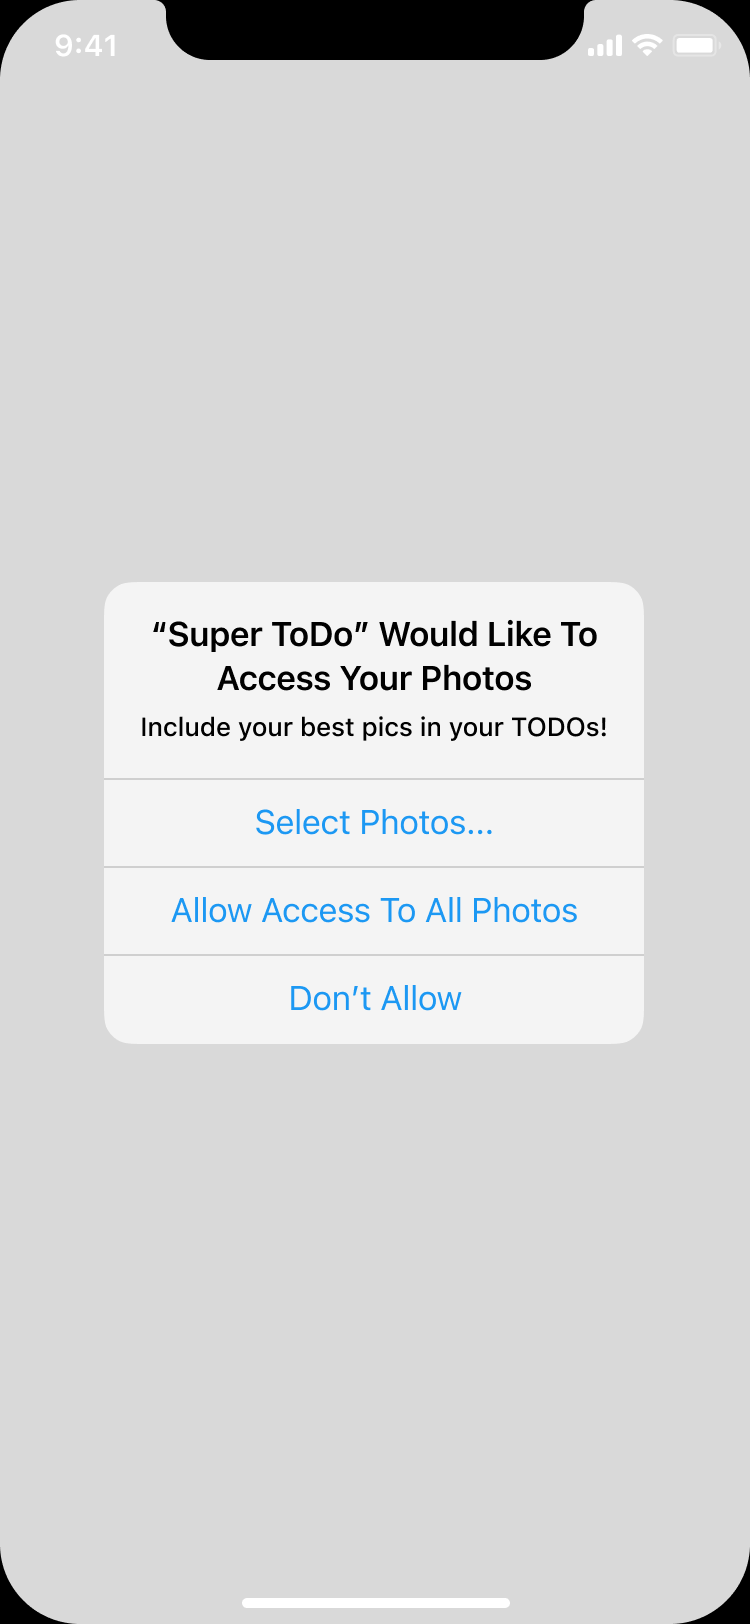 9:41
“Super ToDo” Would Like To
Access Your Photos
Include your best pics in your TODOs!
Select Photos...
Allow Access To All Photos
Don’t Allow